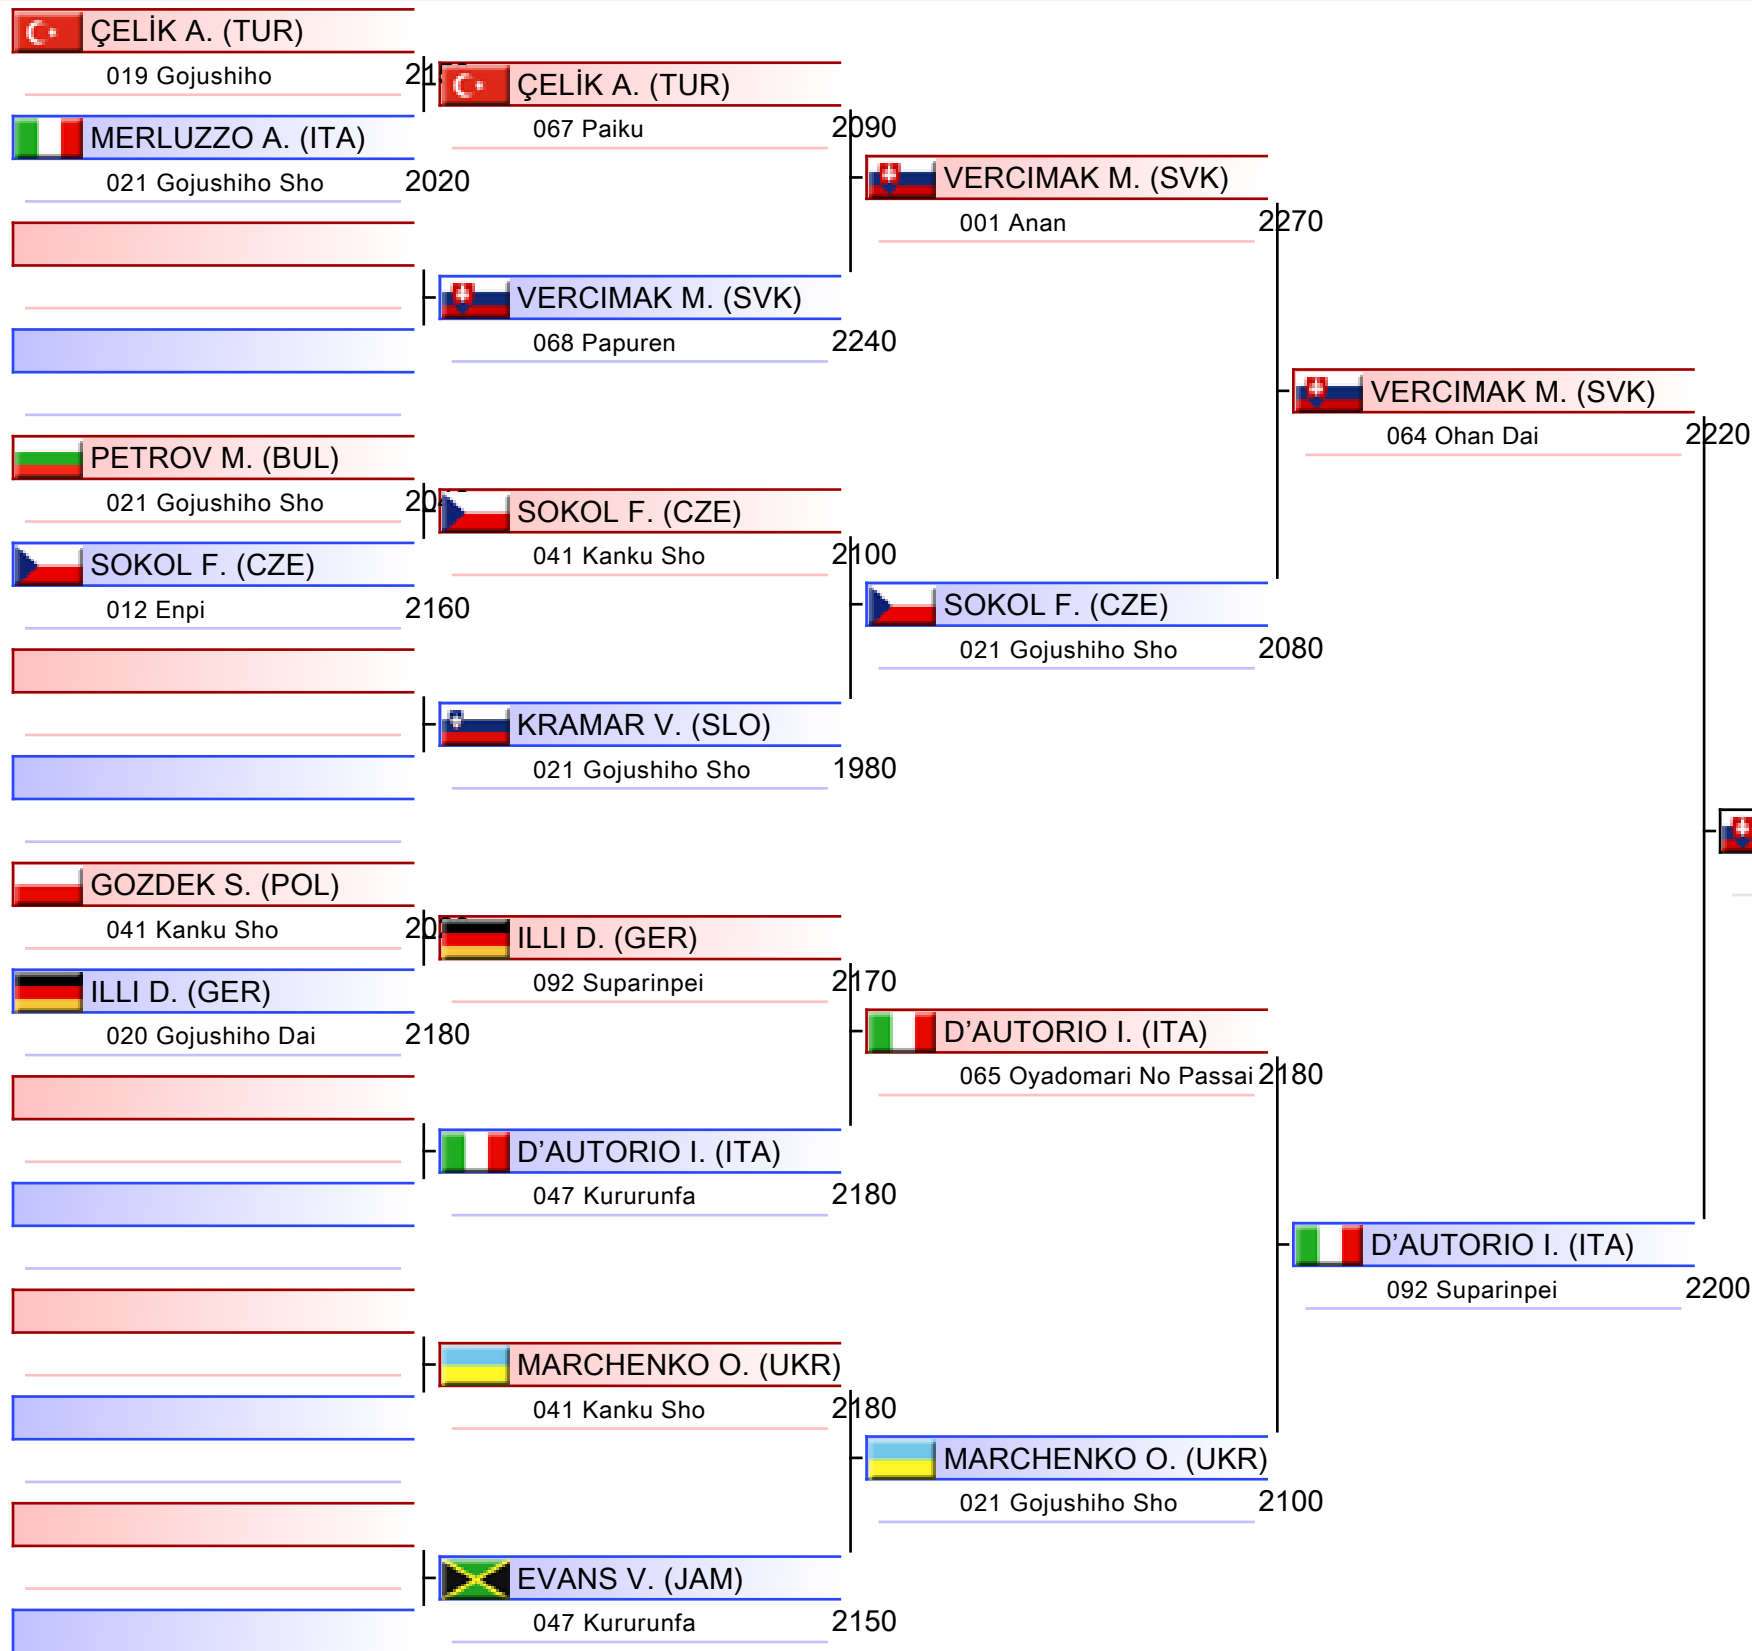 ÇELİK A. (TUR)
019 Gojushiho
MERLUZZO A. (ITA)
021 Gojushiho Sho 2020
PETROV M. (BUL)
021 Gojushiho Sho
SOKOL F. (CZE)
012 Enpi 2160
GOZDEK S. (POL)
041 Kanku Sho
ILLI D. (GER)
020 Gojushiho Dai 2180
ÇELİK A. (TUR)
067 Paiku 2090
VERCIMAK M. (SVK)
068 Papuren 2240
SOKOL F. (CZE)
041 Kanku Sho 2100
KRAMAR V. (SLO)
021 Gojushiho Sho 1980
ILLI D. (GER)
092 Suparinpei 2170
D’AUTORIO I. (ITA)
047 Kururunfa 2180
MARCHENKO O. (UKR)
041 Kanku Sho 2180
EVANS V. (JAM)
047 Kururunfa 2150
VERCIMAK M. (SVK)
001 Anan 2270
SOKOL F. (CZE)
021 Gojushiho Sho 2080
D’AUTORIO I. (ITA)
065 Oyadomari No Passai 2180
MARCHENKO O. (UKR)
021 Gojushiho Sho 2100
VERCIMAK M. (SVK)
064 Ohan Dai 2220
D’AUTORIO I. (ITA)
092 Suparinpei 2200